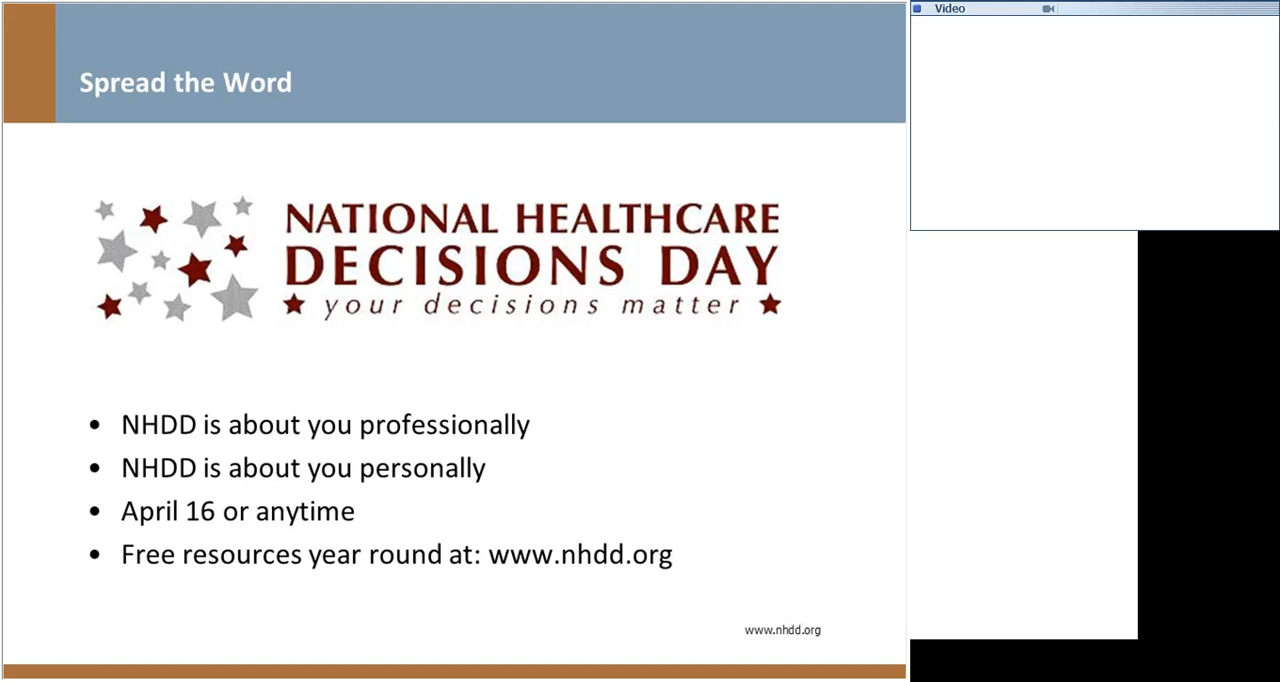 Spread the Word
NATIONAL HEALTHCARE
DECISIONS DAY
your decisions matter
• NHDD is about you professionally
• NHDD is about you personally
• April 16 or anytime
• Free resources year round at: www.nhdd.org
www.nhdd.org
Video